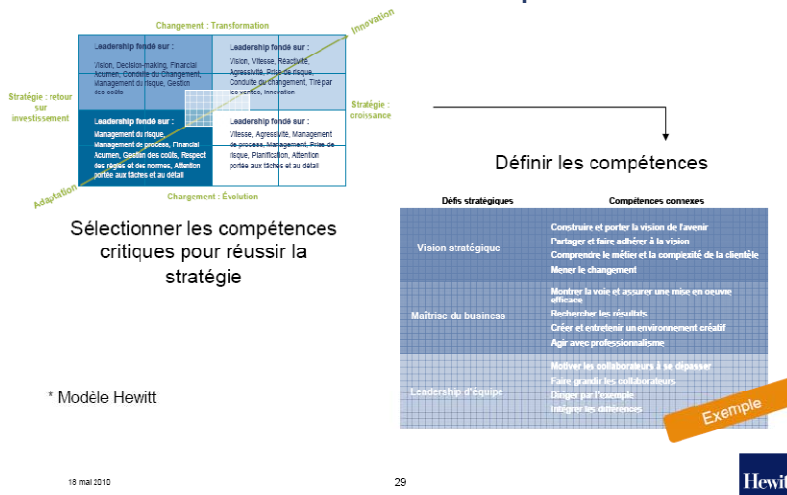 Changement : Transformation
Innovation
Leadership fondé sur :
Vision, Decision-making, Financial
Acumen, Conduite du Changement,
Management du risque, Gestion
des coûts
Leadership fondé sur :
Vision, Vitesse, Réactivité,
Agressivité, Prise de risque,
Conduite du changement, Tiré par
les ventes, Innovation
Stratégie : retour
sur
investissement
Stratégie :
croissance
Leadership fondé sur :
Management du risque,
Management de process, Financial
Acumen, Gestion des coûts, Respect
des règles et des normes, Attention
portée aux tâches et au détail
Leadership fondé sur :
Vitesse, Agressivité, Management
de process, Management, Prise de
risque, Planification, Attention
portée aux tâches et au détail
Adaptation
Changement : Évolution
Sélectionner les compétences
critiques pour réussir la
stratégie
Définir les compétences
Défis stratégiques
Compétences connexes
Vision stratégique
Construire et porter la vision de l'avenir
Partager et faire adhérer à la vision
Comprendre le métier et la complexité de la clientèle
Mener le changement
Maîtrise du business
Montrer la voie et assurer une mise en oeuvre
efficace
Rechercher les résultats
Créer et entretenir un environnement créatif
Agir avec professionnalisme
Leadership d'équipe
Motiver les collaborateurs à se dépasser
Faire grandir les collaborateurs
Diriger par l'exemple
Intégrer les différences
Exemple
* Modèle Hewitt
18 mai 2010
29
Hewit